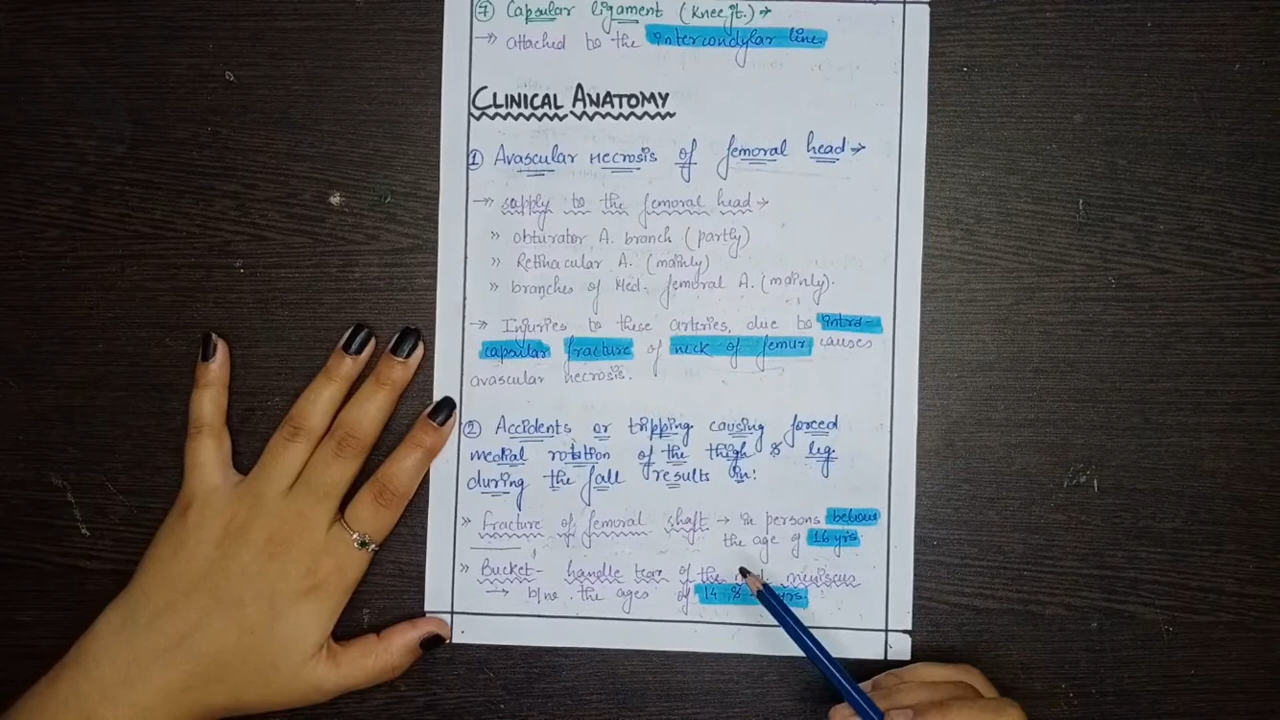 ⑦ Capsular ligament (Knee jt.) →
→» attached to the intercondylar line.
CLINICAL ANATOMY
① Avascular necrosis of femoral head →
→» supply to the femoral head →
» obturator A. branch (partly)
» Retinacular A. (mainly)
» branches of Med. femoral A. (mainly).
→» Injuries to these arteries, due to intra-
capsular fracture of neck of femur causes
avascular necrosis.
② Accidents or tripping causing forced
medial rotation of the thigh & leg
during the fall results in:
» Fracture of femoral shaft → in persons below
the age of 16 yrs.
» Bucket-handle tear of the meniscus
→ b/w. the ages of 14 & yrs.